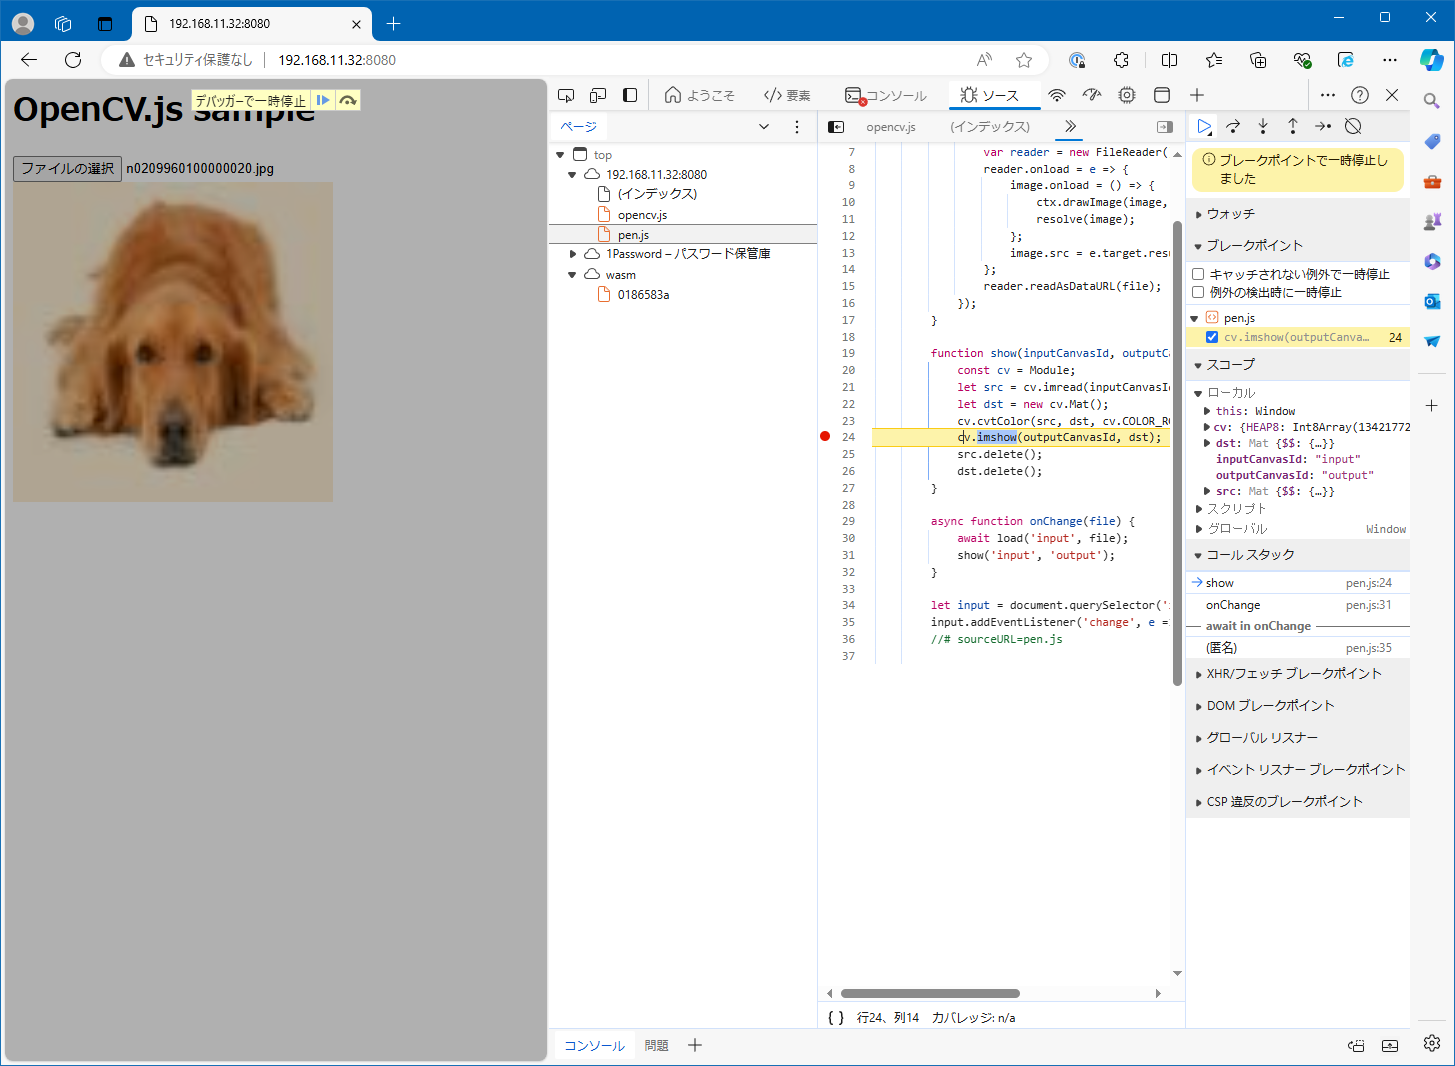 192.168.11.32:8080
セキュリティ保護なし 192.168.11.32:8080
OpenCV.js sample
デバッガーで一時停止
ファイルの選択 n0209960100000020.jpg
ようこそ
要素
コンソール
ソース
ページ
top
192.168.11.32:8080
(インデックス)
opencv.js
pen.js
1Password – パスワード保管庫
wasm
0186583a
opencv.js (インデックス)
7 var reader = new FileReader(
8 reader.onload = e => {
9 image.onload = () => {
10 ctx.drawImage(image,
11 resolve(image);
12 };
13 image.src = e.target.resu
14 };
15 reader.readAsDataURL(file);
16 });
17 }
18
19 function show(inputCanvasId, outputCa
20 const cv = Module;
21 let src = cv.imread(inputCanvasId
22 let dst = new cv.Mat();
23 cv.cvtColor(src, dst, cv.COLOR_RG
24 cv.imshow(outputCanvasId, dst);
25 src.delete();
26 dst.delete();
27 }
28
29 async function onChange(file) {
30 await load('input', file);
31 show('input', 'output');
32 }
33
34 let input = document.querySelector('
35 input.addEventListener('change', e =
36 //# sourceURL=pen.js
37
{ } 行24、列14 カバレッジ: n/a
ブレークポイントで一時停止し
ました
ウォッチ
ブレークポイント
キャッチされない例外で一時停止
例外の検出時に一時停止
pen.js
cv.imshow(outputCanva… 24
スコープ
ローカル
this: Window
cv: {HEAP8: Int8Array(13421772
dst: Mat {$$: {…}}
inputCanvasId: "input"
outputCanvasId: "output"
src: Mat {$$: {…}}
スクリプト
グローバル Window
コール スタック
show pen.js:24
onChange pen.js:31
await in onChange
(匿名) pen.js:35
XHR/フェッチ ブレークポイント
DOM ブレークポイント
グローバル リスナー
イベント リスナー ブレークポイント
CSP 違反のブレークポイント
コンソール 問題